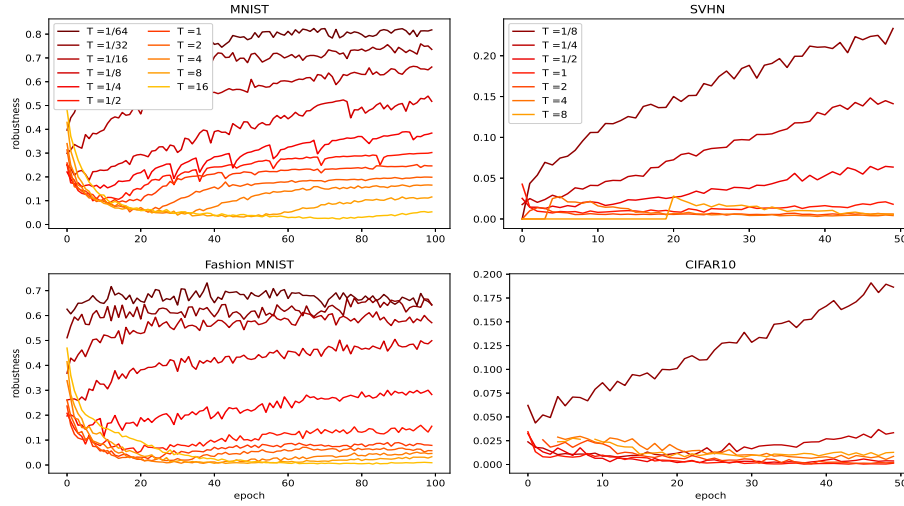 MNIST
0.8
0.7
0.6
0.5
0.4
0.3
0.2
0.1
0.0
robustness
T =1/64
T =1/32
T =1/16
T =1/8
T =1/4
T =1/2
T =1
T =2
T =4
T =8
T =16
0 20 40 60 80 100
SVHN
0.20
0.15
0.10
0.05
0.00
T =1/8
T =1/4
T =1/2
T =1
T =2
T =4
T =8
0 10 20 30 40 50
Fashion MNIST
0.7
0.6
0.5
0.4
0.3
0.2
0.1
0.0
robustness
0 20 40 60 80 100
epoch
CIFAR10
0.200
0.175
0.150
0.125
0.100
0.075
0.050
0.025
0.000
0 10 20 30 40 50
epoch